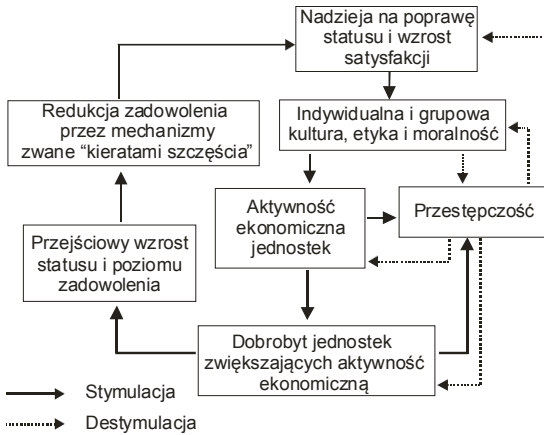 Nadzieja na poprawę
statusu i wzrost
satysfakcji
Redukcja zadowolenia
przez mechanizmy
zwane “kieratami szczęścia”
Indywidualna i grupowa
kultura, etyka i moralność
Aktywność
ekonomiczna
jednostek
Przestępczość
Przejściowy wzrost
statusu i poziomu
zadowolenia
Dobrobyt jednostek
zwiększających aktywność
ekonomiczną
Stymulacja
Destymulacja